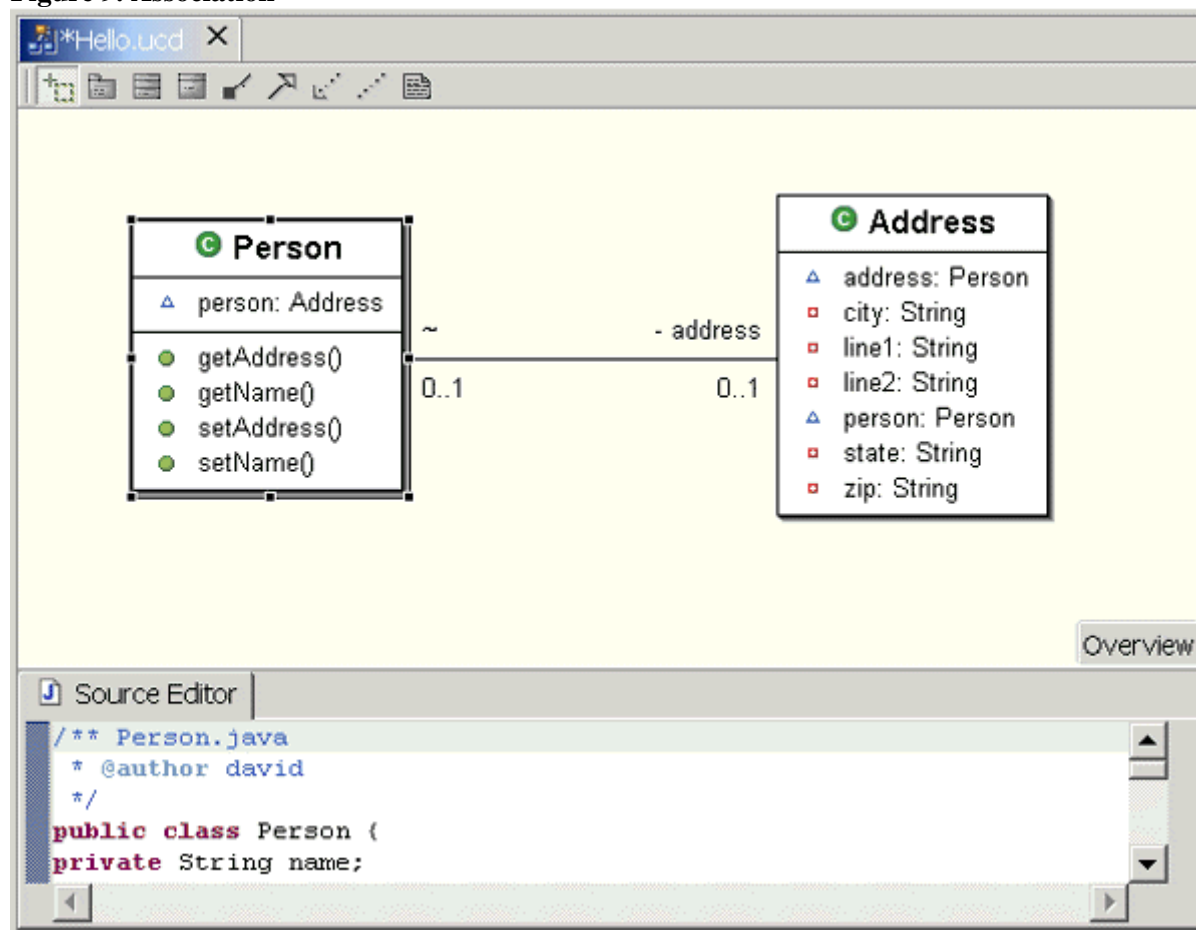 Figure 9. Association
*Hello.ucd
Person
person: Address
getAddress()
getName()
setAddress()
setName()
~
- address
0..1
0..1
Address
address: Person
city: String
line1: String
line2: String
person: Person
state: String
zip: String
Overview
Source Editor
/** Person.java
* @author david
*/
public class Person {
private String name;